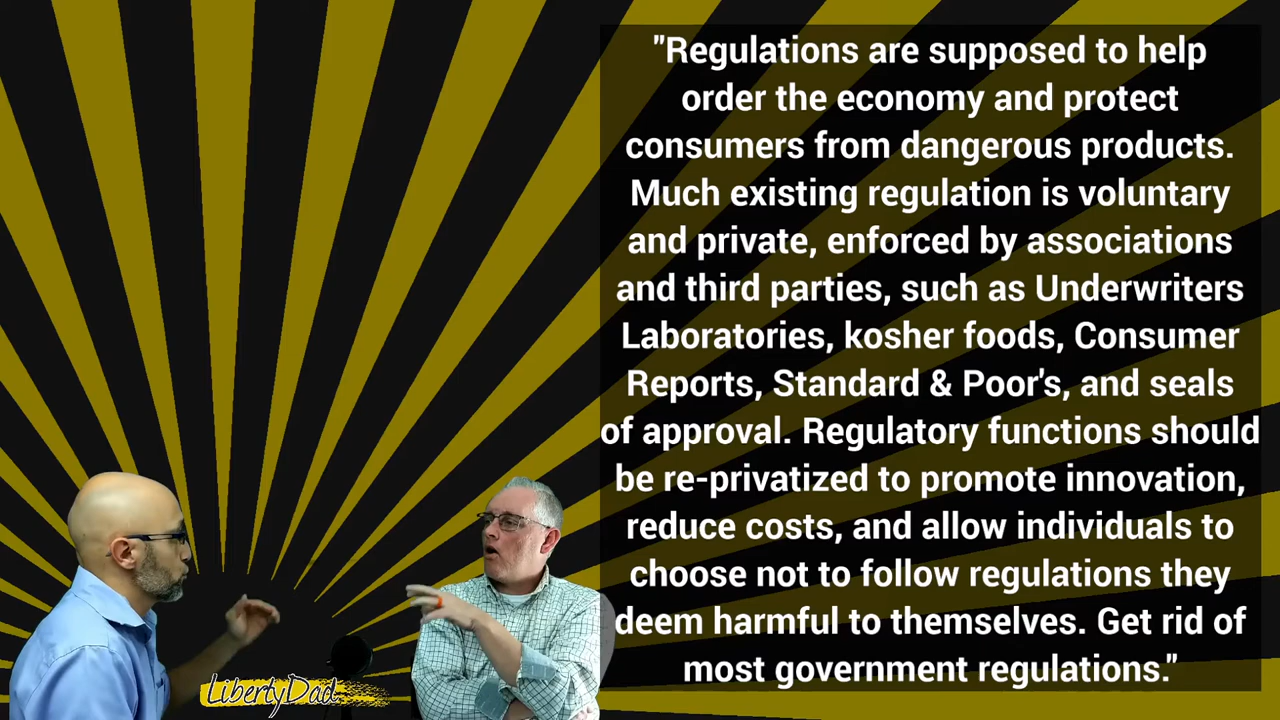 "Regulations are supposed to help
order the economy and protect
consumers from dangerous products.
Much existing regulation is voluntary
and private, enforced by associations
and third parties, such as Underwriters
Laboratories, kosher foods, Consumer
Reports, Standard & Poor's, and seals
of approval. Regulatory functions should
be re-privatized to promote innovation,
reduce costs, and allow individuals to
choose not to follow regulations they
deem harmful to themselves. Get rid of
most government regulations."
LibertyDad